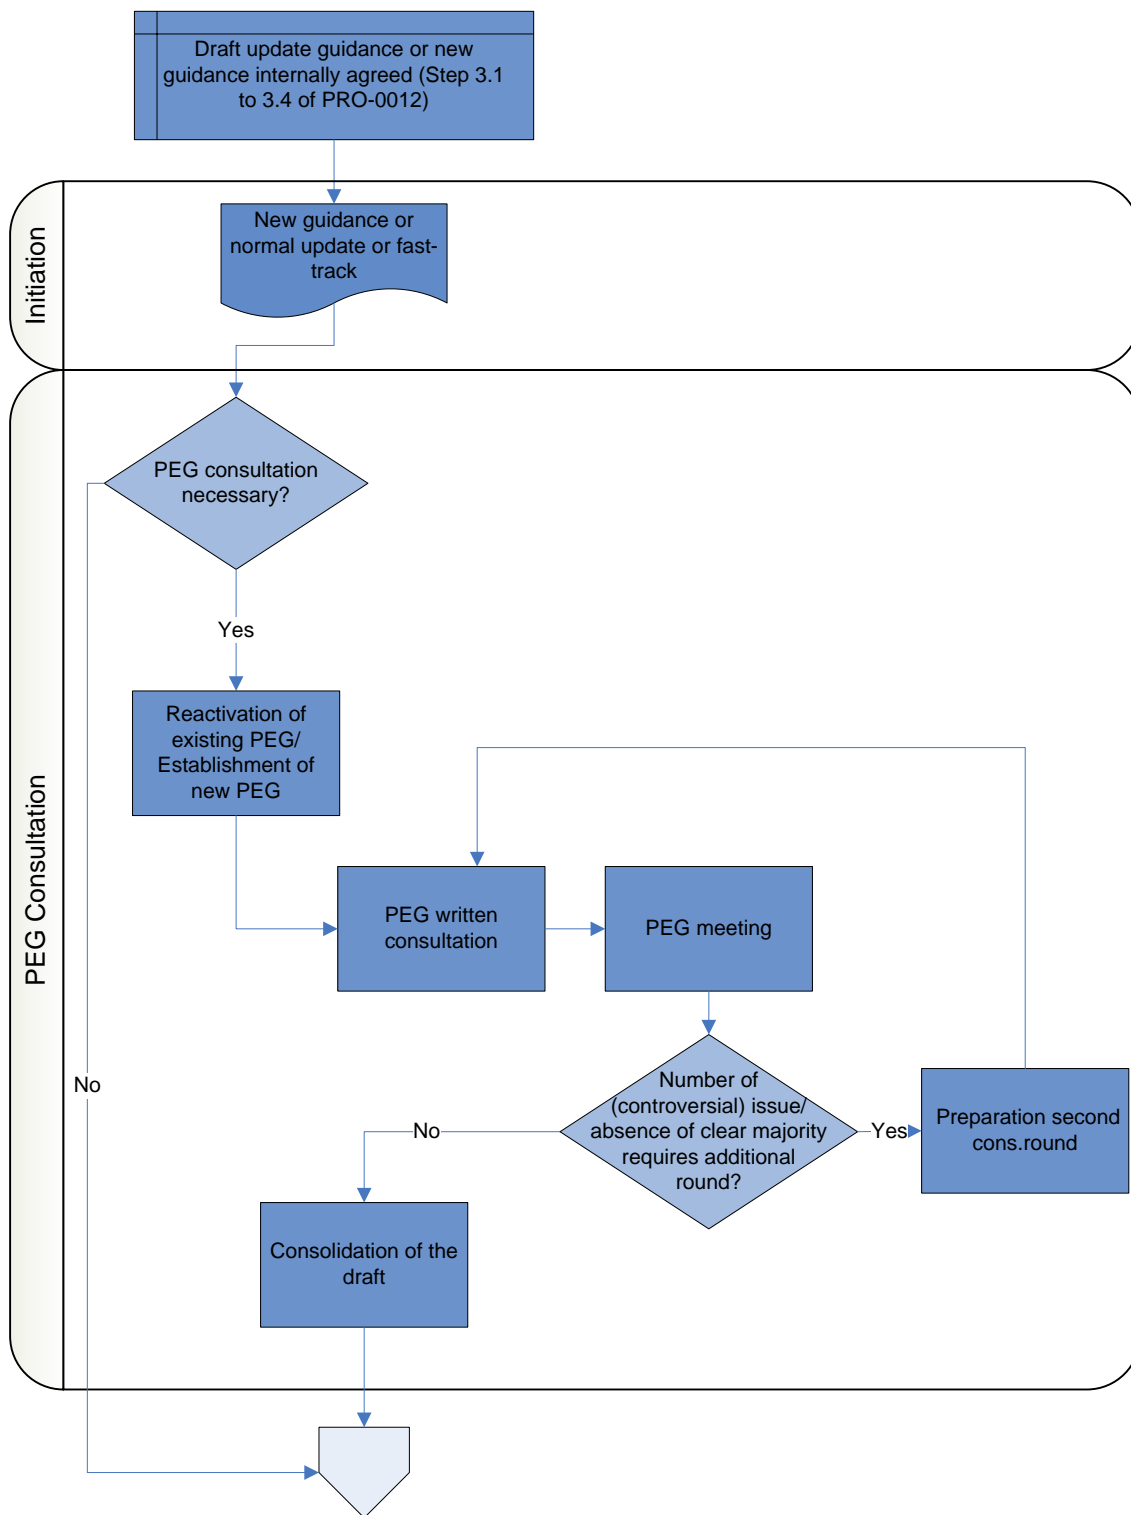 Draft update guidance or new
guidance internally agreed (Step 3.1
to 3.4 of PRO-0012)
Initiation
New guidance or
normal update or fast-
track
PEG Consultation
PEG consultation
necessary?
Yes
Reactivation of
existing PEG/
Establishment of
new PEG
PEG written
consultation
PEG meeting
No
Number of
(controversial) issue/
absence of clear majority
requires additional
round?
No
Yes
Preparation second
cons.round
Consolidation of the
draft